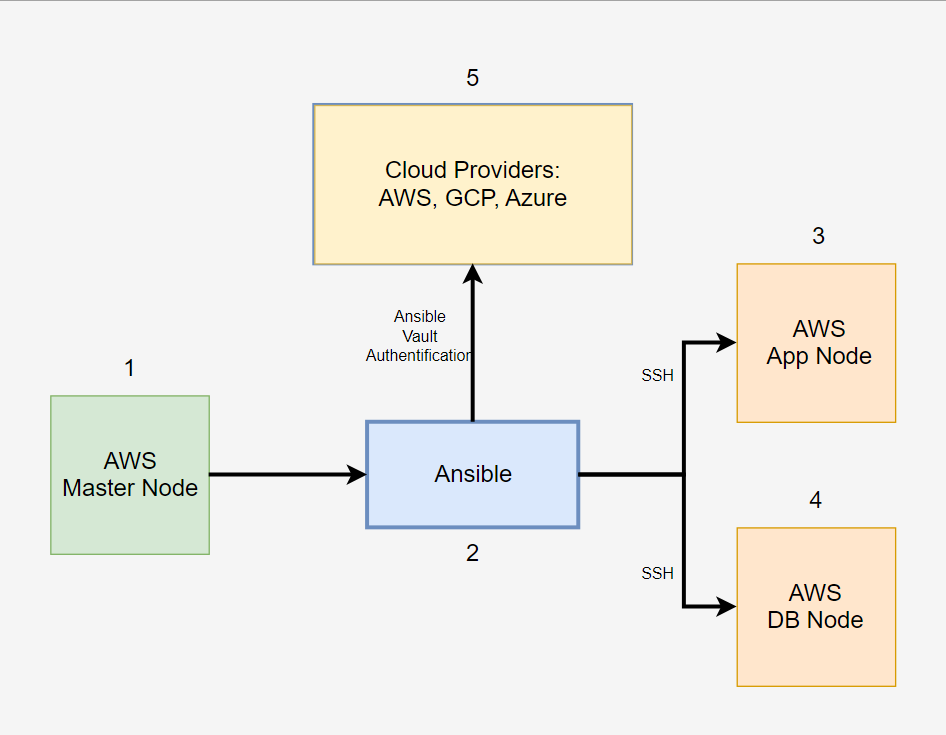 5
Cloud Providers:
AWS, GCP, Azure
3
AWS
App Node
Ansible
Vault
Authentification
1
SSH
AWS
Master Node
Ansible
4
2
SSH
AWS
DB Node